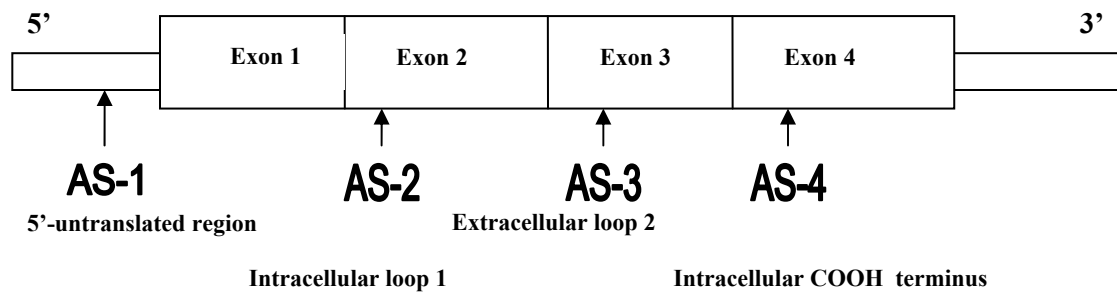 5’ 3’
Exon 1 Exon 2 Exon 3 Exon 4
AS-1 AS-2 AS-3 AS-4
5’-untranslated region Extracellular loop 2
Intracellular loop 1 Intracellular COOH terminus